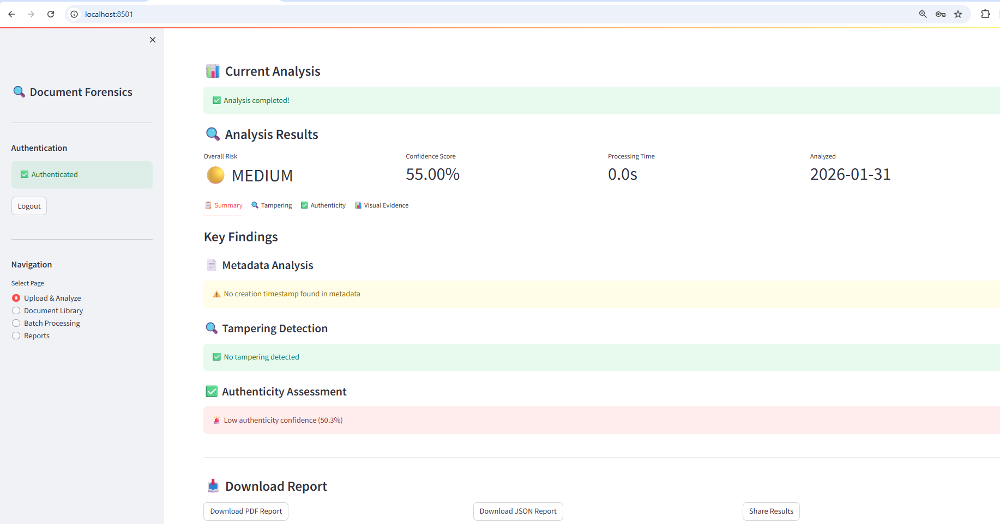 localhost:8501
Document Forensics
Authentication
Authenticated
Logout
Navigation
Select Page
Upload & Analyze
Document Library
Batch Processing
Reports
Current Analysis
Analysis completed!
Analysis Results
Overall Risk
MEDIUM
Confidence Score
55.00%
Processing Time
0.0s
Analyzed
2026-01-31
Summary
Tampering
Authenticity
Visual Evidence
Key Findings
Metadata Analysis
No creation timestamp found in metadata
Tampering Detection
No tampering detected
Authenticity Assessment
Low authenticity confidence (50.3%)
Download Report
Download PDF Report
Download JSON Report
Share Results